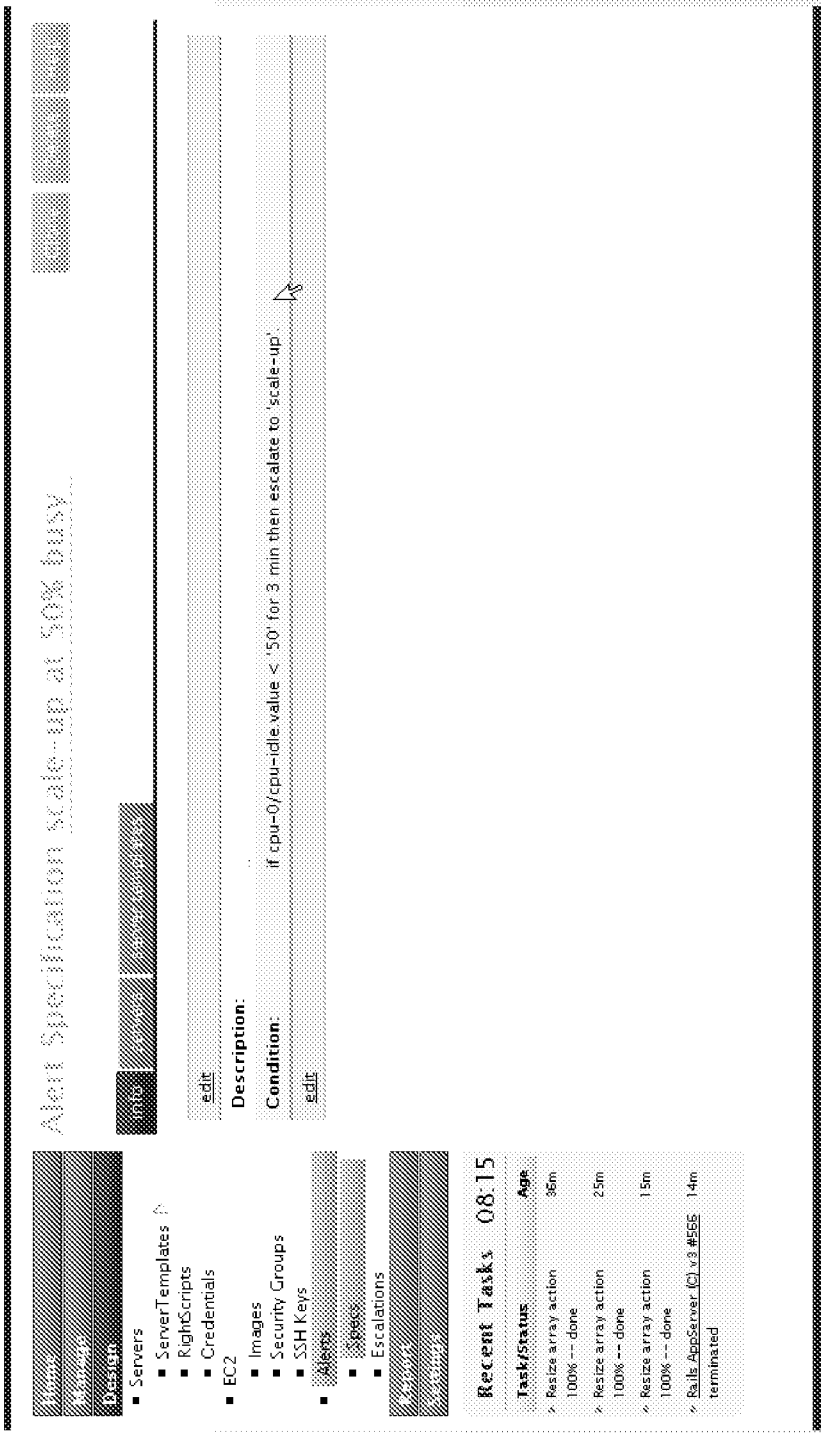 Home
Manage
Design
Servers
ServerTemplates
RightScripts
Credentials
EC2
Images
Security Groups
SSH Keys
Alerts
Specs
Escalations
Recent Tasks 08:15
Task/Status Age
Resize array action 36m
100% -- done
Resize array action 25m
100% -- done
Resize array action 15m
100% -- done
Rails AppServer (C) v3 #566 14m
terminated
Alert Specification scale-up at 50% busy
info servers server templates
edit
Description:
Condition: if cpu-0/cpu-idle.value < '50' for 3 min then escalate to 'scale-up'
edit